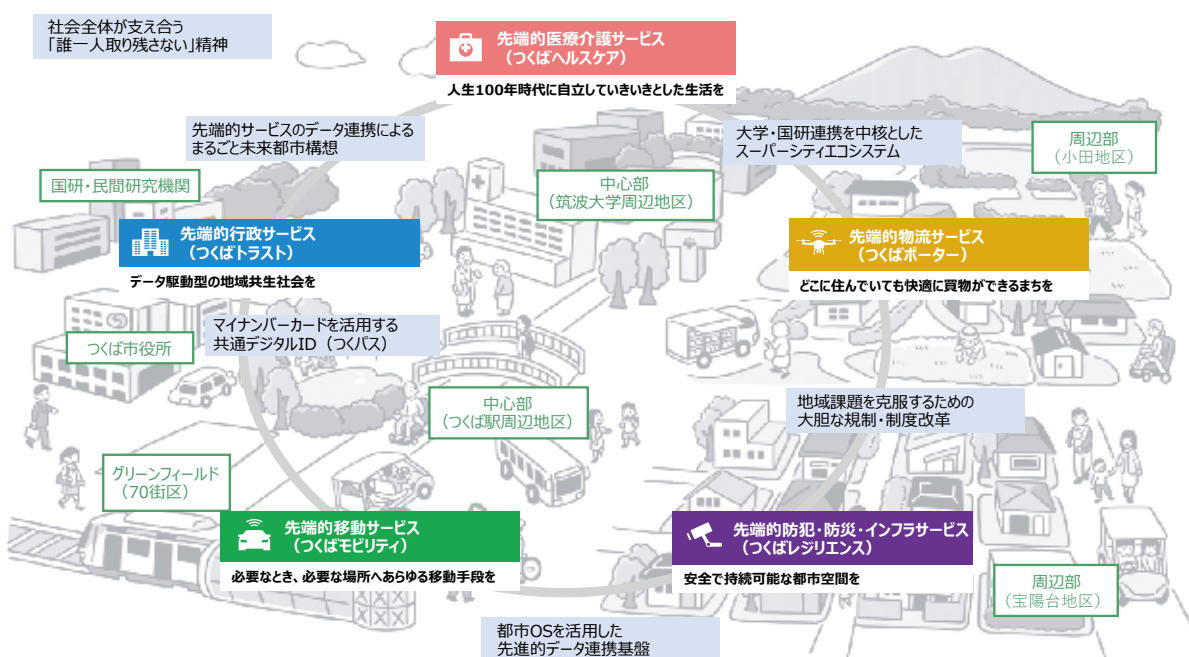 社会全体が支え合う
「誰一人取り残さない」精神
先端的医療介護サービス
（つくばヘルスケア）
人生100年時代に自立していきいきとした生活を
先端的サービスのデータ連携による
まるごと未来都市構想
大学・国研連携を中核とした
スーパーシティエコシステム
周辺部
（小田地区）
国研・民間研究機関
中心部
（筑波大学周辺地区）
先端的行政サービス
（つくばトラスト）
データ駆動型の地域共生社会を
先端的物流サービス
（つくばポーター）
どこに住んでいても快適に買物ができるまちを
マイナンバーカードを活用する
共通デジタルID（つくパス）
つくば市役所
中心部
（つくば駅周辺地区）
地域課題を克服するための
大胆な規制・制度改革
グリーンフィールド
（70街区）
先端的移動サービス
（つくばモビリティ）
必要なとき、必要な場所へあらゆる移動手段を
先端的防犯・防災・インフラサービス
（つくばレジリエンス）
安全で持続可能な都市空間を
周辺部
（宝陽台地区）
都市OSを活用した
先進的データ連携基盤